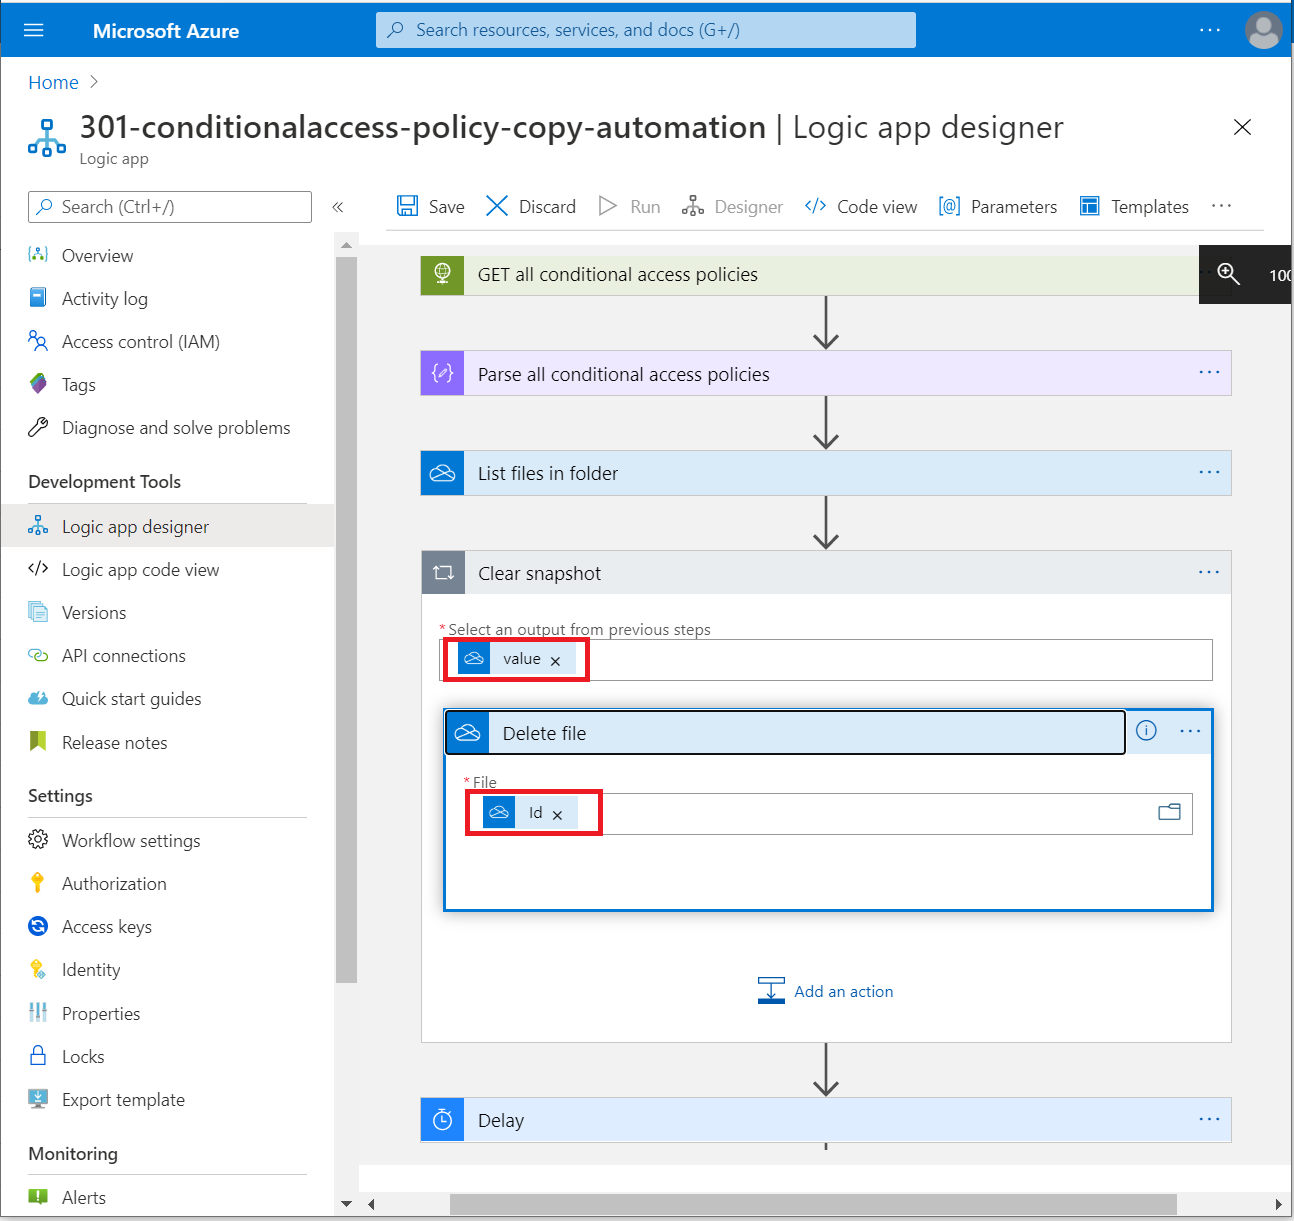 Microsoft Azure
Search resources, services, and docs (G+/)
Home
301-conditionalaccess-policy-copy-automation | Logic app designer
Logic app
Search (Ctrl+/)
Save
Discard
Run
Designer
Code view
Parameters
Templates
Overview
Activity log
Access control (IAM)
Tags
Diagnose and solve problems
Development Tools
Logic app designer
Logic app code view
Versions
API connections
Quick start guides
Release notes
Settings
Workflow settings
Authorization
Access keys
Identity
Properties
Locks
Export template
Monitoring
Alerts
GET all conditional access policies
100
Parse all conditional access policies
List files in folder
Clear snapshot
* Select an output from previous steps
value
Delete file
* File
Id
Add an action
Delay